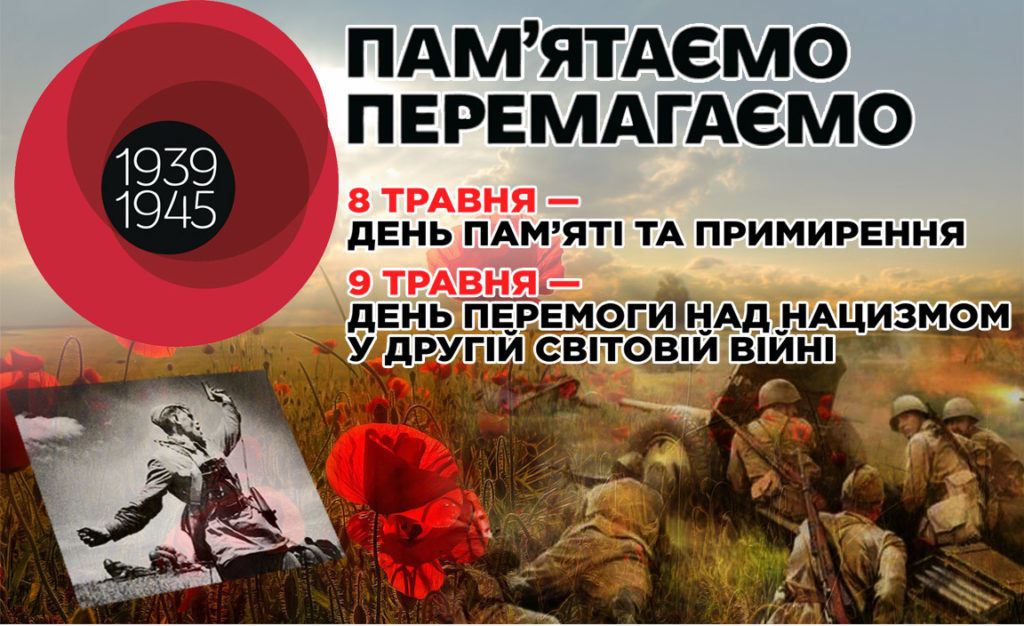 1939
1945
ПАМ’ЯТАЄМО
ПЕРЕМАГАЄМО
8 ТРАВНЯ —
ДЕНЬ ПАМ’ЯТІ ТА ПРИМИРЕННЯ
9 ТРАВНЯ —
ДЕНЬ ПЕРЕМОГИ НАД НАЦИЗМОМ
У ДРУГІЙ СВІТОВІЙ ВІЙНІ